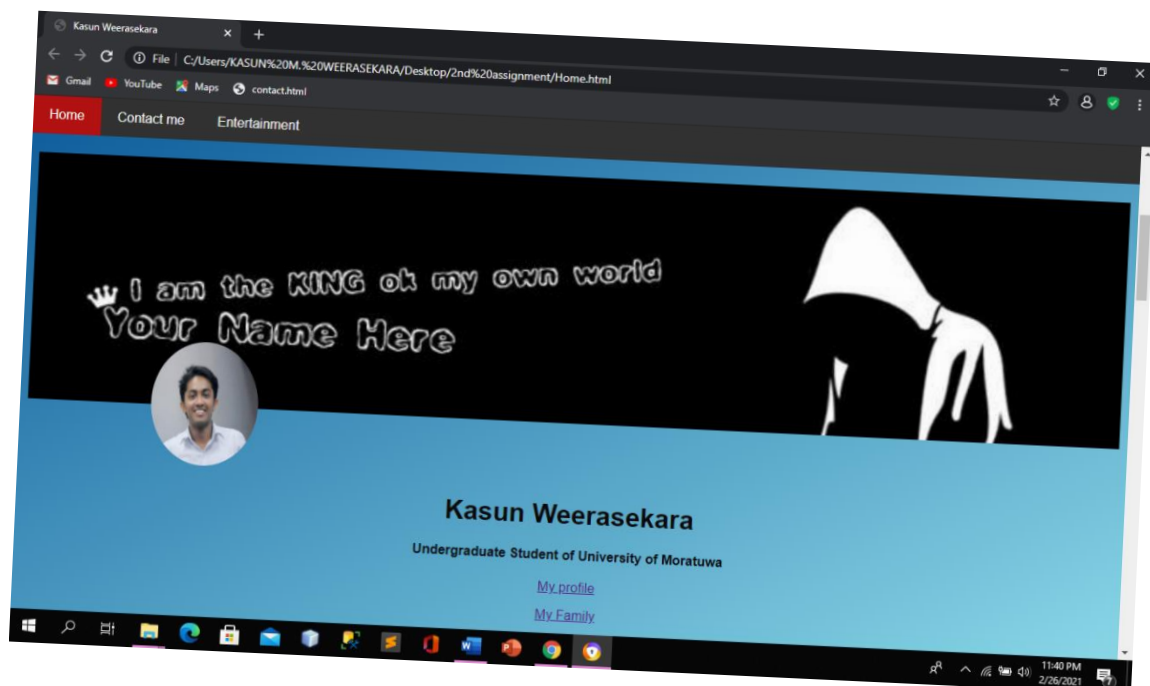 Kasun Weerasekara
File C:/Users/KASUN%20M.%20WEERASEKARA/Desktop/2nd%20assignment/Home.html
Gmail YouTube Maps contact.html
Home Contact me Entertainment
I am the KING ok my own world
Your Name Here
Kasun Weerasekara
Undergraduate Student of University of Moratuwa
My profile
My Family
11:40 PM
2/26/2021
7